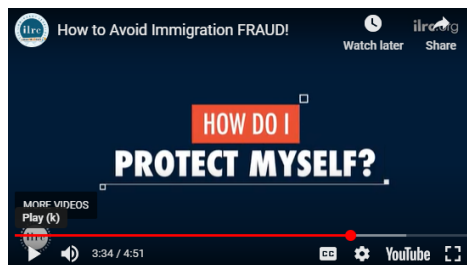 ilrc
How to Avoid Immigration FRAUD!
Watch later
Share
HOW DO I
PROTECT MYSELF?
MORE VIDEOS
Play (k)
3:34 / 4:51
CC
YouTube